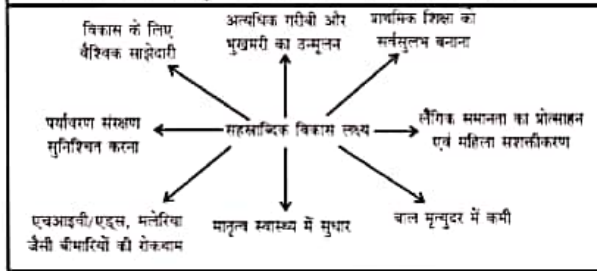 विकास के लिए
वैश्विक साझेदारी
अत्यधिक गरीबी और
भुखमरी का उन्मूलन
प्राथमिक शिक्षा को
सर्वसुलभ बनाना
पर्यावरण संरक्षण
सुनिश्चित करना
सहस्राब्दिक विकास लक्ष्य
लैंगिक समानता का प्रोत्साहन
एवं महिला सशक्तीकरण
एचआइवी/एड्स, मलेरिया
जैसी बीमारियों की रोकथाम
मातृत्व स्वास्थ्य में सुधार
बाल मृत्युदर में कमी